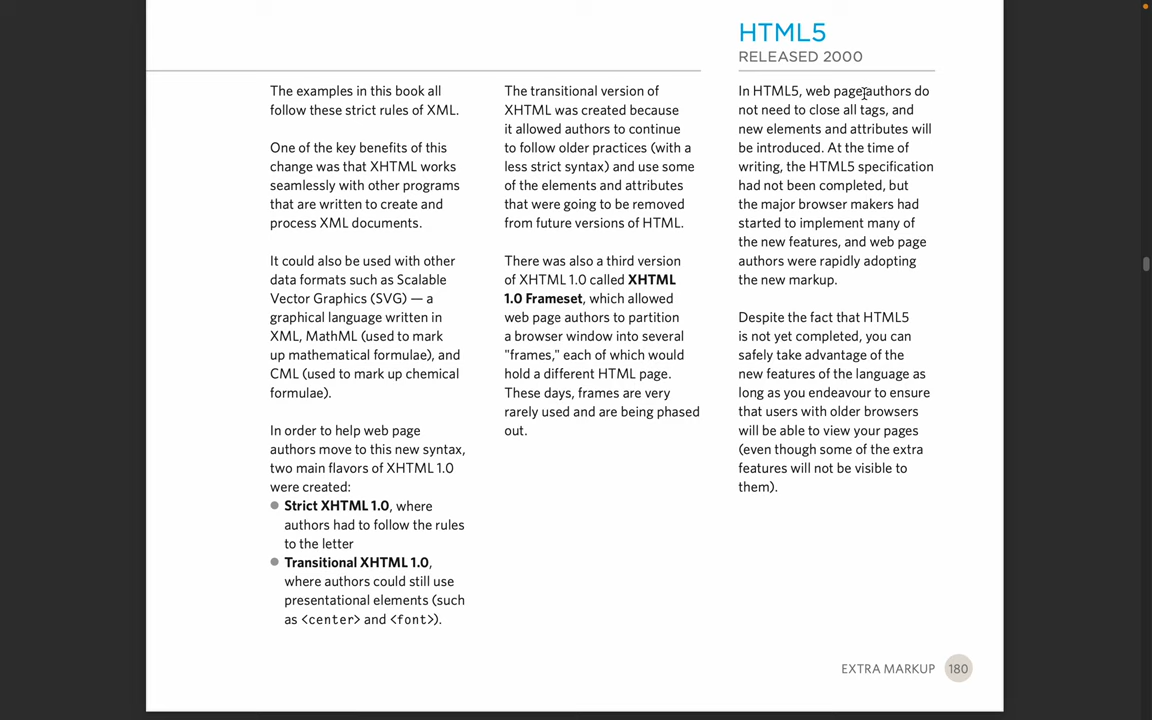 The examples in this book all
follow these strict rules of XML.
One of the key benefits of this
change was that XHTML works
seamlessly with other programs
that are written to create and
process XML documents.
It could also be used with other
data formats such as Scalable
Vector Graphics (SVG) — a
graphical language written in
XML, MathML (used to mark
up mathematical formulae), and
CML (used to mark up chemical
formulae).
In order to help web page
authors move to this new syntax,
two main flavors of XHTML 1.0
were created:
● Strict XHTML 1.0, where
authors had to follow the rules
to the letter
● Transitional XHTML 1.0,
where authors could still use
presentational elements (such
as <center> and <font>).
The transitional version of
XHTML was created because
it allowed authors to continue
to follow older practices (with a
less strict syntax) and use some
of the elements and attributes
that were going to be removed
from future versions of HTML.
There was also a third version
of XHTML 1.0 called XHTML
1.0 Frameset, which allowed
web page authors to partition
a browser window into several
"frames," each of which would
hold a different HTML page.
These days, frames are very
rarely used and are being phased
out.
HTML5
RELEASED 2000
In HTML5, web page authors do
not need to close all tags, and
new elements and attributes will
be introduced. At the time of
writing, the HTML5 specification
had not been completed, but
the major browser makers had
started to implement many of
the new features, and web page
authors were rapidly adopting
the new markup.
Despite the fact that HTML5
is not yet completed, you can
safely take advantage of the
new features of the language as
long as you endeavour to ensure
that users with older browsers
will be able to view your pages
(even though some of the extra
features will not be visible to
them).
EXTRA MARKUP 180